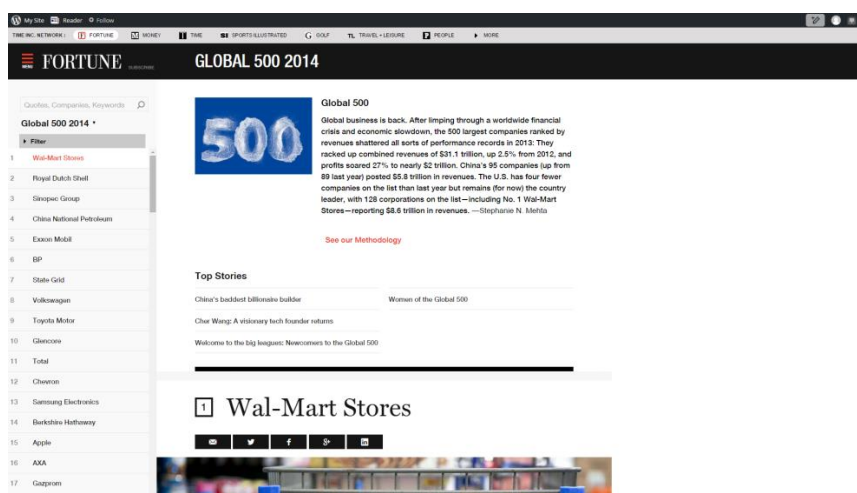 My Site Reader Follow
TIME INC. NETWORK: FORTUNE MONEY TIME SPORTS ILLUSTRATED GOLF TRAVEL + LEISURE PEOPLE MORE
MENU FORTUNE SUBSCRIBE GLOBAL 500 2014
Quotes, Companies, Keywords
Global 500 2014
Filter
1 Wal-Mart Stores
2 Royal Dutch Shell
3 Sinopec Group
4 China National Petroleum
5 Exxon Mobil
6 BP
7 State Grid
8 Volkswagen
9 Toyota Motor
10 Glencore
11 Total
12 Chevron
13 Samsung Electronics
14 Berkshire Hathaway
15 Apple
16 AXA
17 Gazprom
500
Global 500
Global business is back. After limping through a worldwide financial
crisis and economic slowdown, the 500 largest companies ranked by
revenues shattered all sorts of performance records in 2013: They
racked up combined revenues of $31.1 trillion, up 2.5% from 2012, and
profits soared 27% to nearly $2 trillion. China's 95 companies (up from
89 last year) posted $5.8 trillion in revenues. The U.S. has four fewer
companies on the list than last year but remains (for now) the country
leader, with 128 corporations on the list—including No. 1 Wal-Mart
Stores—reporting $8.6 trillion in revenues. —Stephanie N. Mehta
See our Methodology
Top Stories
China's baddest billionaire builder
Women of the Global 500
Cher Wang: A visionary tech founder returns
Welcome to the big leagues: Newcomers to the Global 500
1 Wal-Mart Stores